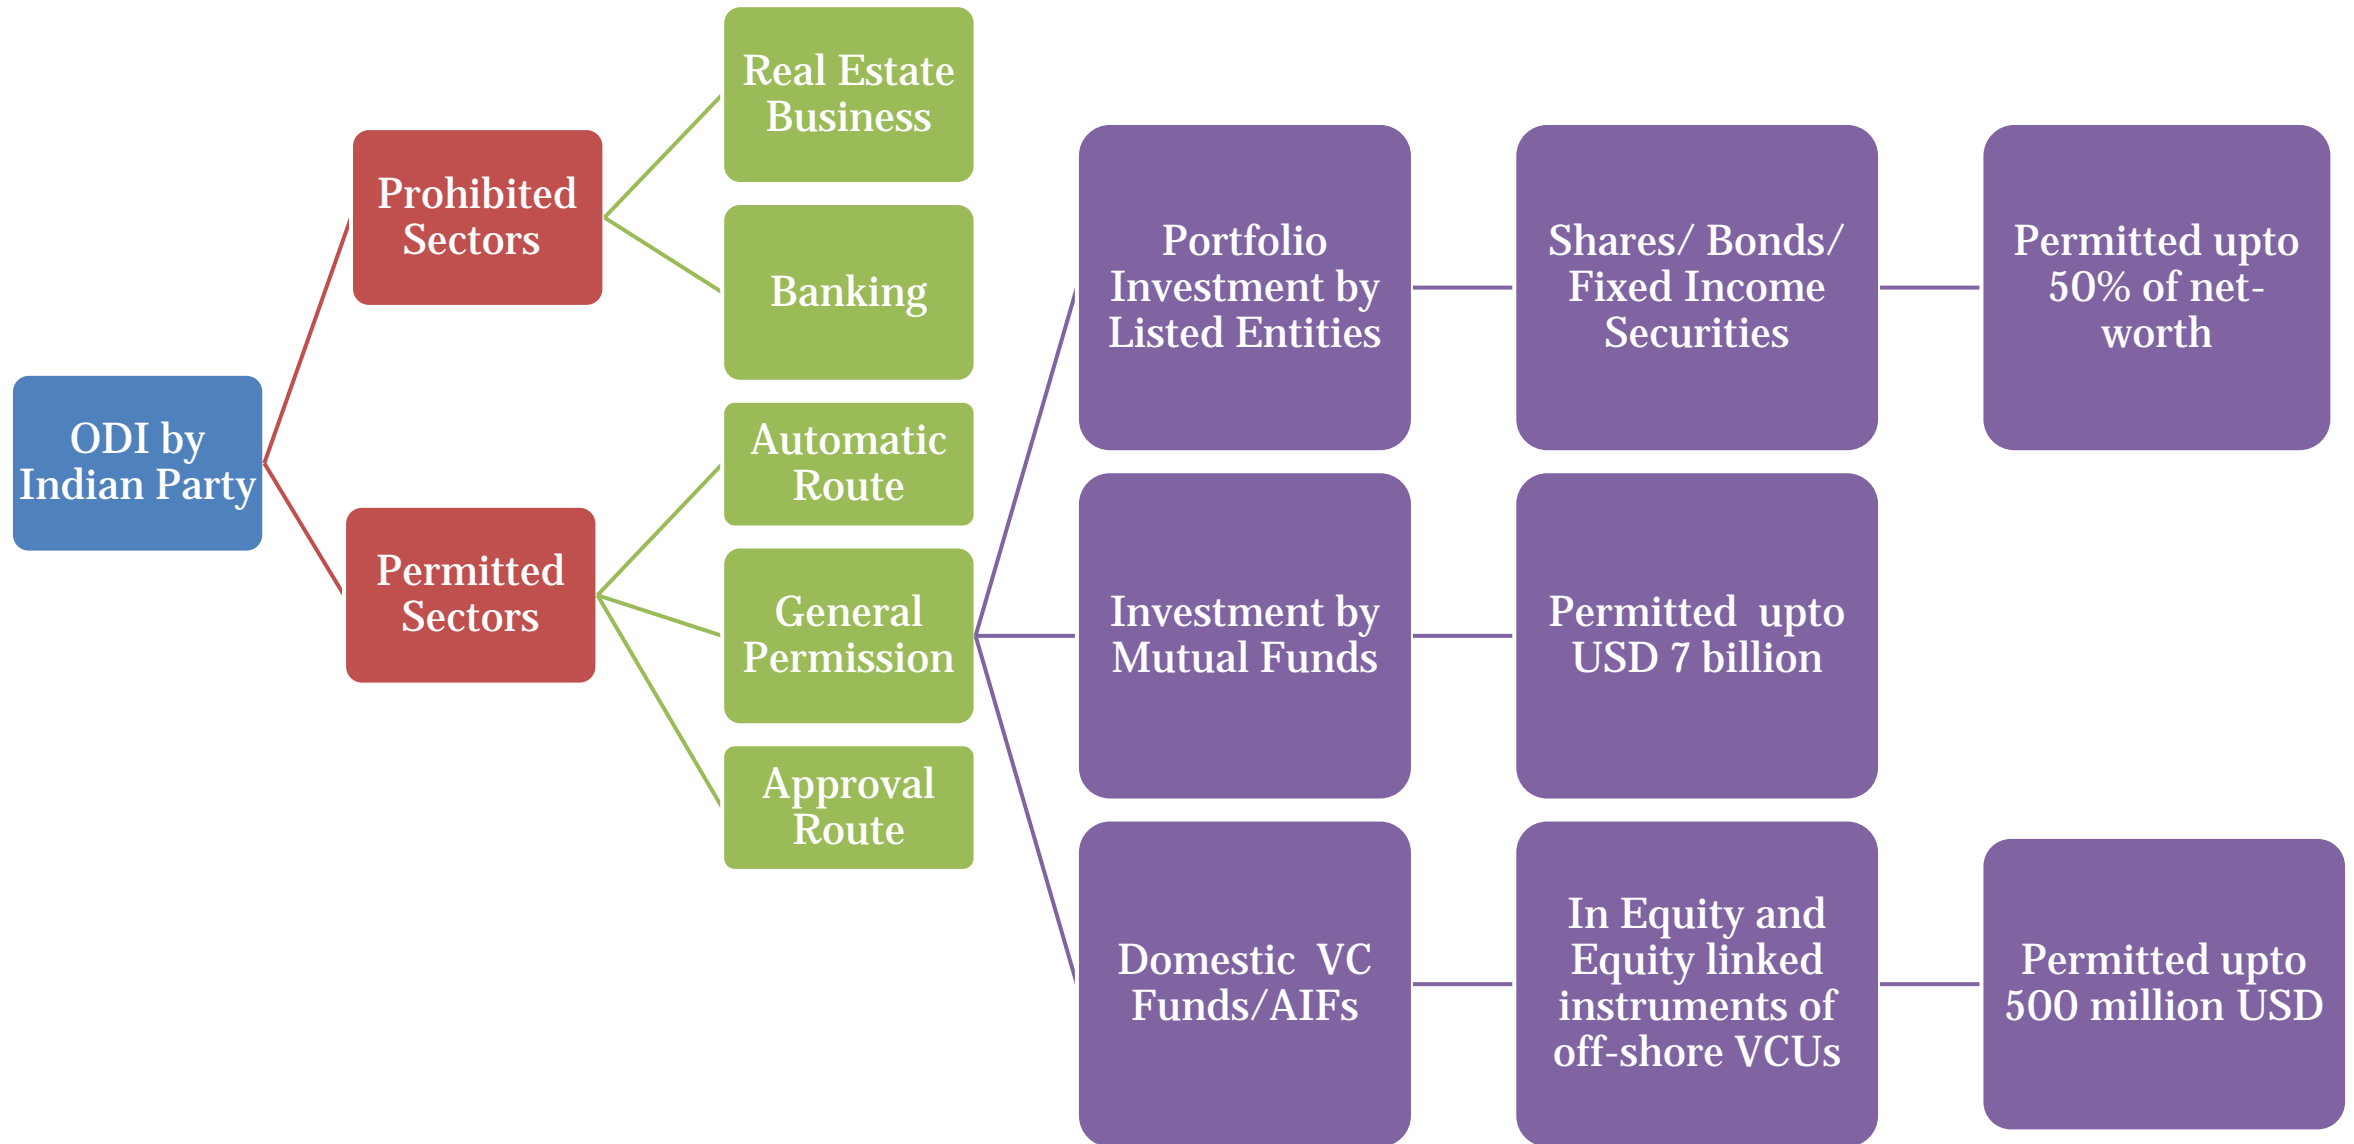 ODI by
Indian Party
Prohibited
Sectors
Permitted
Sectors
Real Estate
Business
Banking
Automatic
Route
General
Permission
Approval
Route
Portfolio
Investment by
Listed Entities
Shares/ Bonds/
Fixed Income
Securities
Permitted upto
50% of net-
worth
Investment by
Mutual Funds
Permitted upto
USD 7 billion
Domestic VC
Funds/AIFs
In Equity and
Equity linked
instruments of
off-shore VCUs
Permitted upto
500 million USD